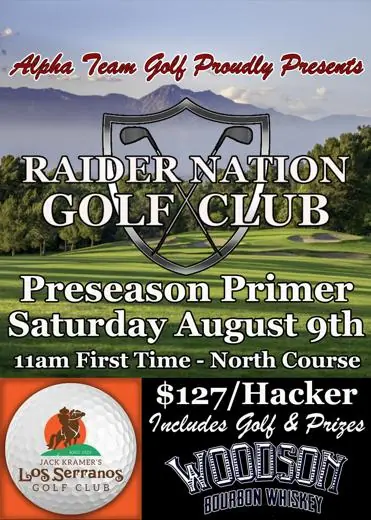 Alpha Team Golf Proudly Presents
RAIDER NATION
GOLF CLUB
Preseason Primer
Saturday August 9th
11am First Time - North Course
$127/Hacker
Includes Golf & Prizes
JACK KRAMER'S
LOS SERRANOS
GOLF CLUB
WOODSON
BOURBON WHISKEY